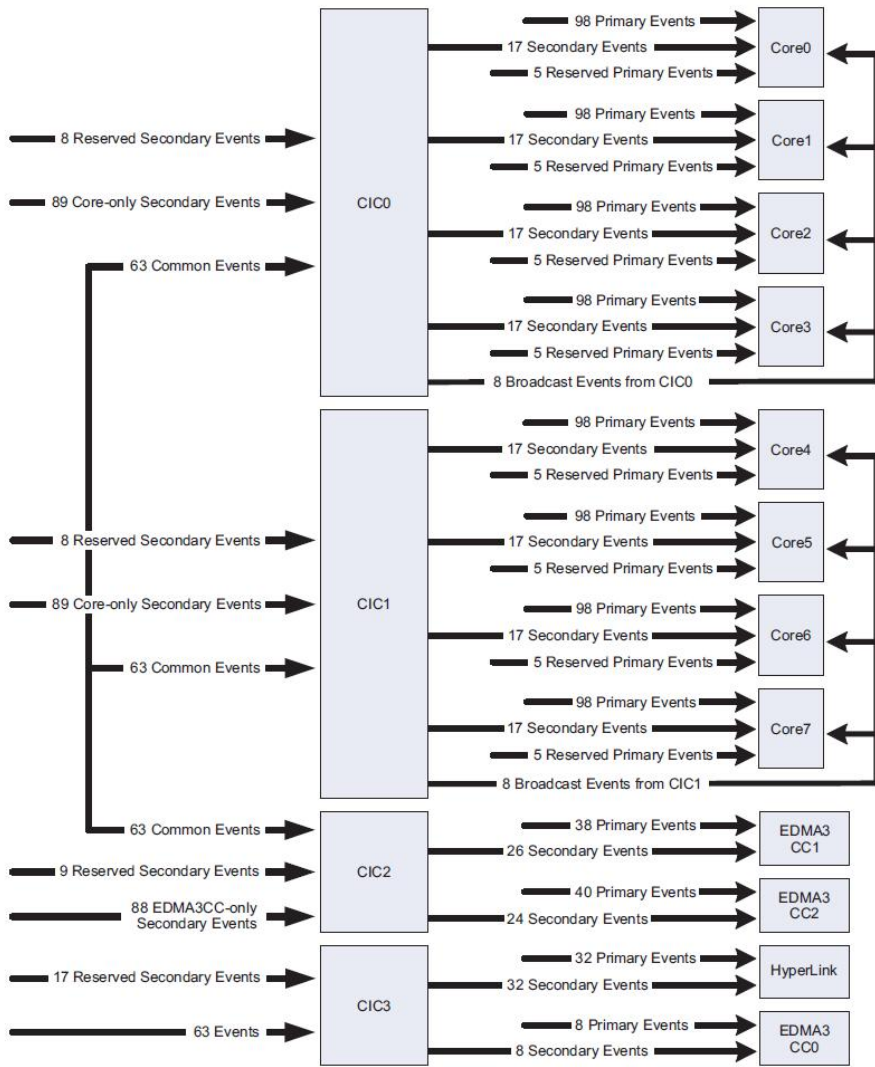 98 Primary Events
17 Secondary Events
5 Reserved Primary Events
Core0
8 Reserved Secondary Events
98 Primary Events
17 Secondary Events
5 Reserved Primary Events
Core1
89 Core-only Secondary Events
CIC0
98 Primary Events
17 Secondary Events
5 Reserved Primary Events
Core2
63 Common Events
98 Primary Events
17 Secondary Events
5 Reserved Primary Events
Core3
8 Broadcast Events from CIC0
98 Primary Events
17 Secondary Events
5 Reserved Primary Events
Core4
8 Reserved Secondary Events
98 Primary Events
17 Secondary Events
5 Reserved Primary Events
Core5
89 Core-only Secondary Events
CIC1
98 Primary Events
17 Secondary Events
5 Reserved Primary Events
Core6
63 Common Events
98 Primary Events
17 Secondary Events
5 Reserved Primary Events
Core7
8 Broadcast Events from CIC1
63 Common Events
9 Reserved Secondary Events
88 EDMA3CC-only
Secondary Events
CIC2
38 Primary Events
26 Secondary Events
EDMA3
CC1
40 Primary Events
24 Secondary Events
EDMA3
CC2
17 Reserved Secondary Events
63 Events
CIC3
32 Primary Events
32 Secondary Events
HyperLink
8 Primary Events
8 Secondary Events
EDMA3
CC0